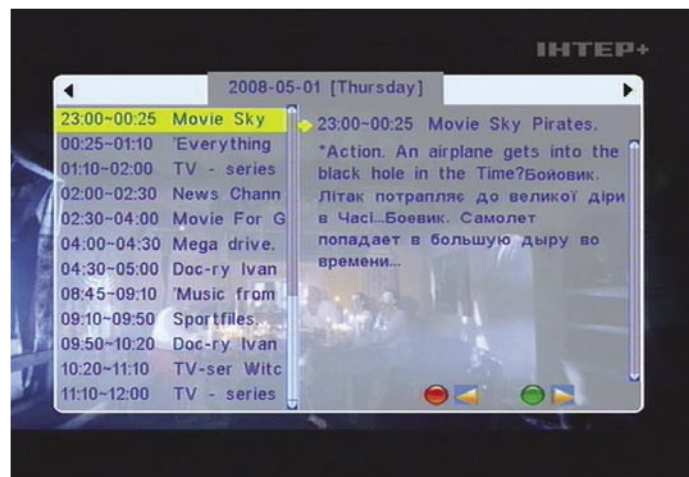 ІНТЕР+
2008-05-01 [Thursday]
23:00~00:25 Movie Sky
00:25~01:10 'Everything
01:10~02:00 TV - series
02:00~02:30 News Chann
02:30~04:00 Movie For G
04:00~04:30 Mega drive.
04:30~05:00 Doc-ry Ivan
08:45~09:10 'Music from
09:10~09:50 Sportfiles.
09:50~10:20 Doc-ry Ivan
10:20~11:10 TV-ser Witc
11:10~12:00 TV - series
23:00~00:25 Movie Sky Pirates.
*Action. An airplane gets into the
black hole in the Time?Бойовик.
Літак потрапляє до великої діри
в Часі...Боевик. Самолет
попадает в большую дыру во
времени...